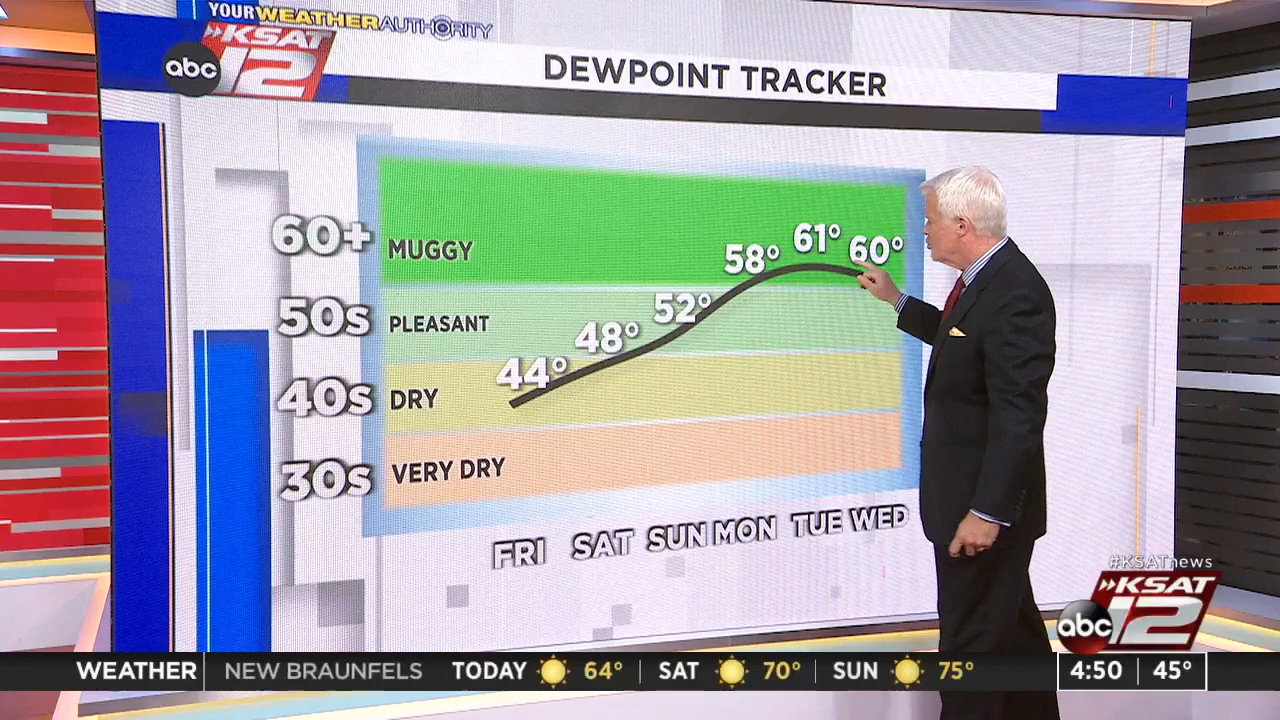 YOUR WEATHER AUTHORITY
abc KSAT 12
DEWPOINT TRACKER
60+ MUGGY
50s PLEASANT
40s DRY
30s VERY DRY
44° 48° 52° 58° 61° 60°
FRI SAT SUN MON TUE WED
#KSATnews
abc KSAT 12
WEATHER NEW BRAUNFELS TODAY 64° SAT 70° SUN 75° 4:50 45°